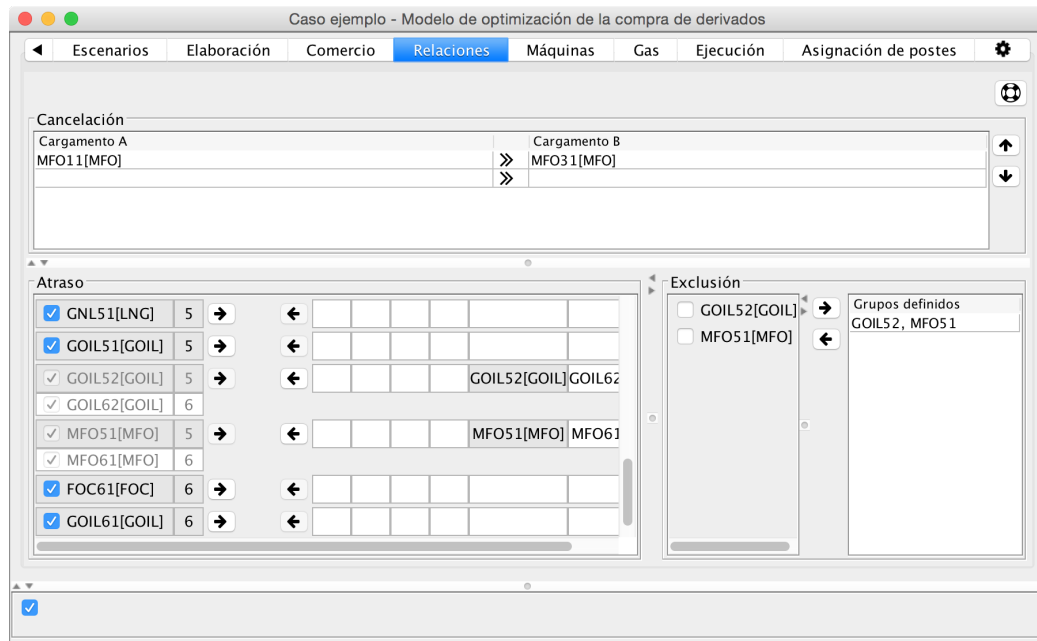 Caso ejemplo - Modelo de optimización de la compra de derivados
Escenarios Elaboración Comercio Relaciones Máquinas Gas Ejecución Asignación de postes
Cancelación
Cargamento A Cargamento B
MFO11[MFO] MFO31[MFO]
Atraso
GNL51[LNG] 5
GOIL51[GOIL] 5
GOIL52[GOIL] 5 GOIL52[GOIL] GOIL62
GOIL62[GOIL] 6
MFO51[MFO] 5 MFO51[MFO] MFO61
MFO61[MFO] 6
FOC61[FOC] 6
GOIL61[GOIL] 6
Exclusión
GOIL52[GOIL]
MFO51[MFO]
Grupos definidos
GOIL52, MFO51